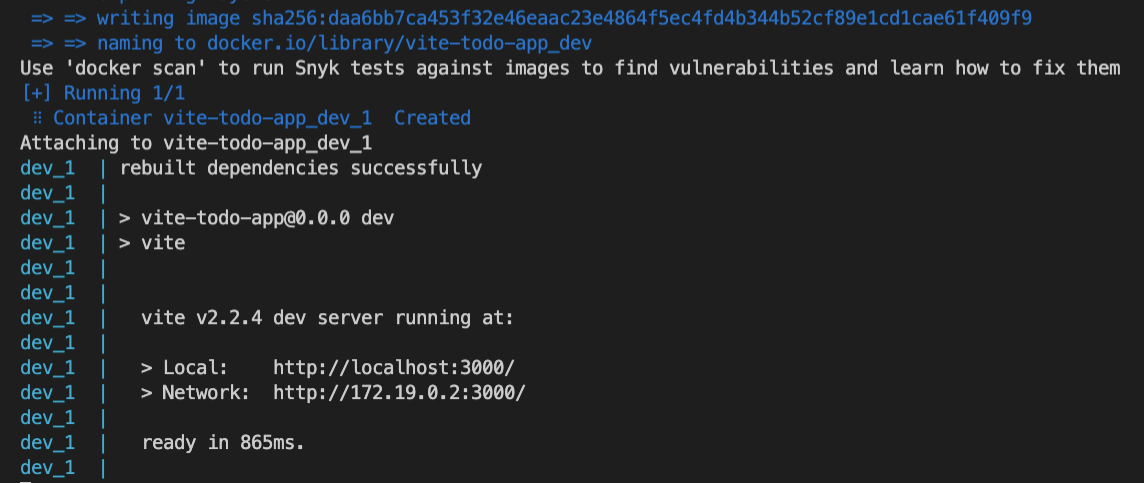 => => writing image sha256:daa6bb7ca453f32e46eaac23e4864f5ec4fd4b344b52cf89e1cd1cae61f409f9
=> => naming to docker.io/library/vite-todo-app_dev
Use 'docker scan' to run Snyk tests against images to find vulnerabilities and learn how to fix them
[+] Running 1/1
⠿ Container vite-todo-app_dev_1  Created
Attaching to vite-todo-app_dev_1
dev_1  | rebuilt dependencies successfully
dev_1  |
dev_1  | > vite-todo-app@0.0.0 dev
dev_1  | > vite
dev_1  |
dev_1  |
dev_1  |   vite v2.2.4 dev server running at:
dev_1  |
dev_1  |   > Local:    http://localhost:3000/
dev_1  |   > Network:  http://172.19.0.2:3000/
dev_1  |
dev_1  |   ready in 865ms.
dev_1  |